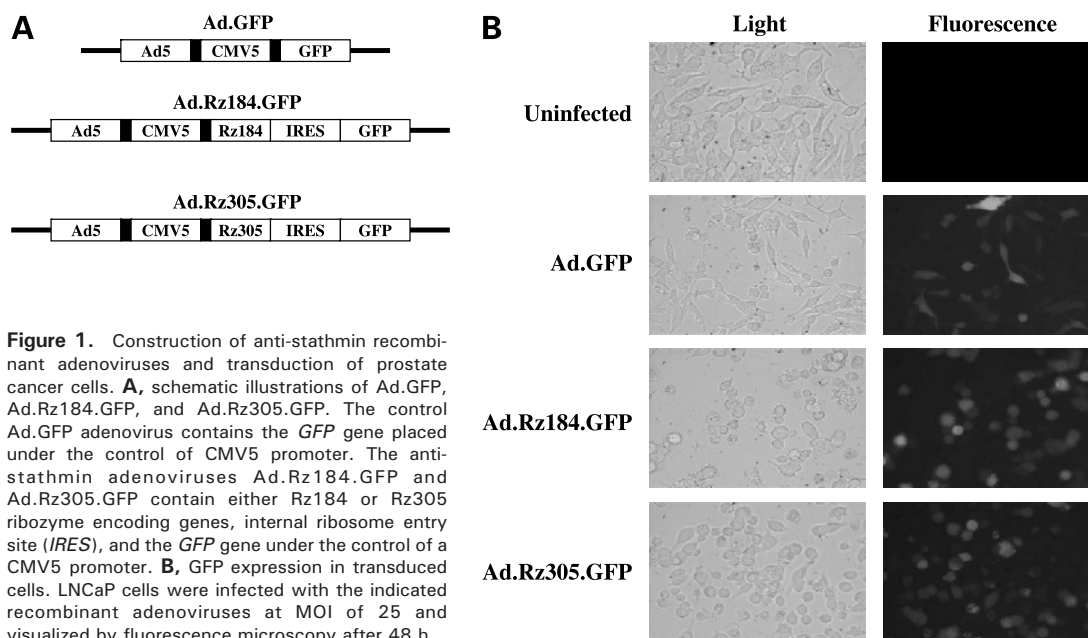 A
Ad.GFP
Ad5 CMV5 GFP
Ad.Rz184.GFP
Ad5 CMV5 Rz184 IRES GFP
Ad.Rz305.GFP
Ad5 CMV5 Rz305 IRES GFP
Figure 1. Construction of anti-stathmin recombi-
nant adenoviruses and transduction of prostate
cancer cells. A, schematic illustrations of Ad.GFP,
Ad.Rz184.GFP, and Ad.Rz305.GFP. The control
Ad.GFP adenovirus contains the GFP gene placed
under the control of CMV5 promoter. The anti-
stathmin adenoviruses Ad.Rz184.GFP and
Ad.Rz305.GFP contain either Rz184 or Rz305
ribozyme encoding genes, internal ribosome entry
site (IRES), and the GFP gene under the control of a
CMV5 promoter. B, GFP expression in transduced
cells. LNCaP cells were infected with the indicated
recombinant adenoviruses at MOI of 25 and
visualized by fluorescence microscopy after 48 h
B
Light Fluorescence
Uninfected
Ad.GFP
Ad.Rz184.GFP
Ad.Rz305.GFP